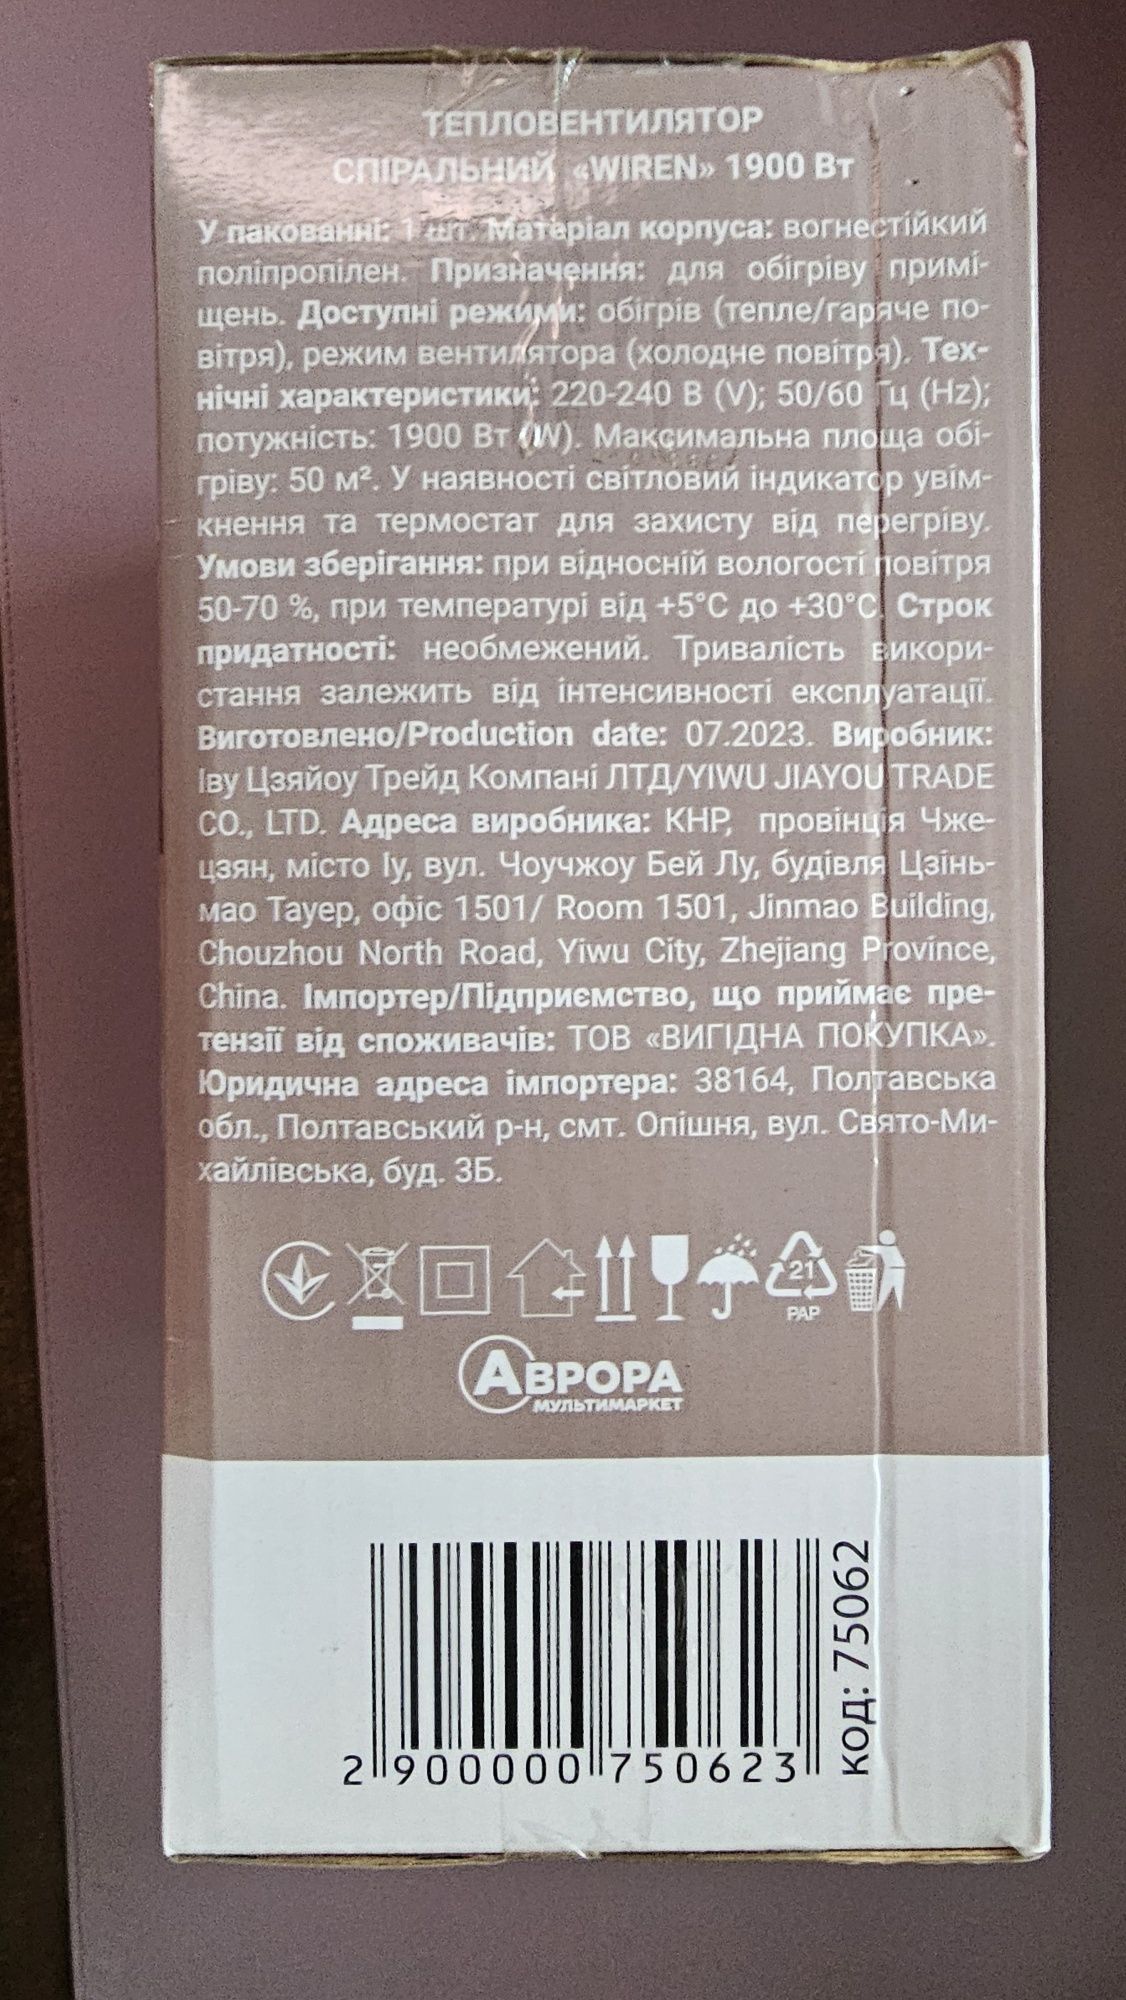 ТЕПЛОВЕНТИЛЯТОР
СПІРАЛЬНИЙ «WIREN» 1900 Вт
У пакованні: 1 шт. Матеріал корпуса: вогнестійкий
поліпропілен. Призначення: для обігріву примі-
щень. Доступні режими: обігрів (тепле/гаряче по-
вітря), режим вентилятора (холодне повітря). Тех-
нічні характеристики: 220-240 В (V); 50/60 Гц (Hz);
потужність: 1900 Вт (W). Максимальна площа обі-
гріву: 50 м². У наявності світловий індикатор увім-
кнення та термостат для захисту від перегріву.
Умови зберігання: при відносній вологості повітря
50-70 %, при температурі від +5°C до +30°C. Строк
придатності: необмежений. Тривалість викори-
стання залежить від інтенсивності експлуатації.
Виготовлено/Production date: 07.2023. Виробник:
Іву Цзяйоу Трейд Компані ЛТД/YIWU JIAYOU TRADE
CO., LTD. Адреса виробника: КНР, провінція Чже-
цзян, місто Іу, вул. Чоучжоу Бей Лу, будівля Цзінь-
мао Тауер, офіс 1501/ Room 1501, Jinmao Building,
Chouzhou North Road, Yiwu City, Zhejiang Province,
China. Імпортер/Підприємство, що приймає пре-
тензії від споживачів: ТОВ «ВИГІДНА ПОКУПКА».
Юридична адреса імпортера: 38164, Полтавська
обл., Полтавський р-н, смт. Опішня, вул. Свято-Ми-
хайлівська, буд. 3Б.
21
PAP
АВРОРА
МУЛЬТИМАРКЕТ
2 900000 750623
код: 75062